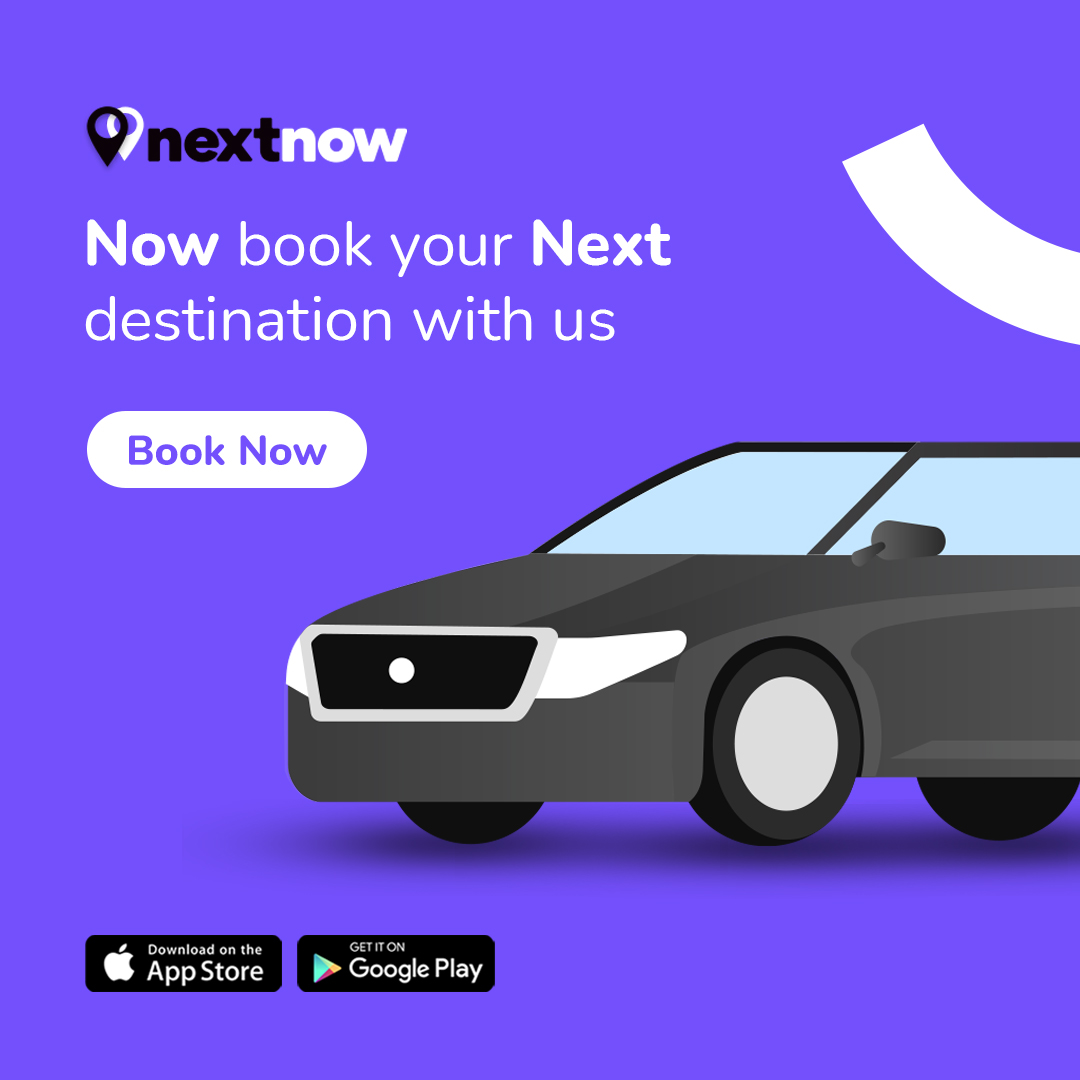 nextnow
Now book your Next
destination with us
Book Now
Download on the
App Store
GET IT ON
Google Play